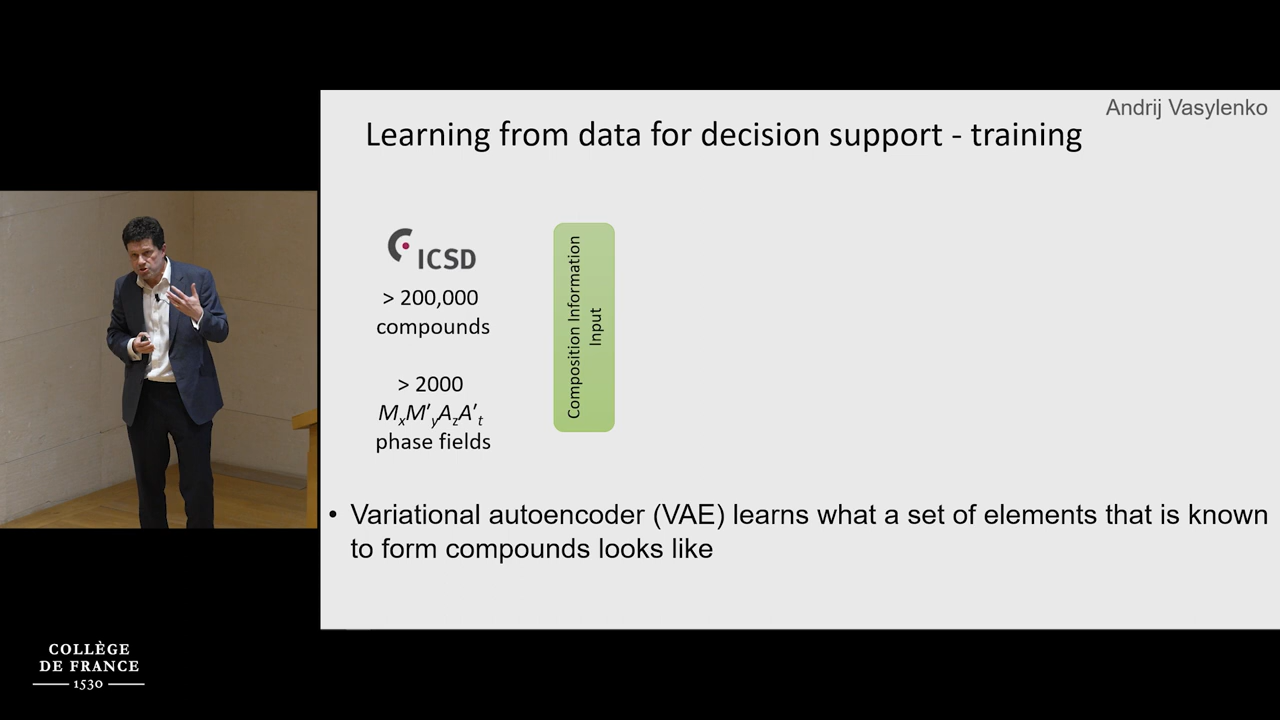 Andrij Vasylenko
Learning from data for decision support - training
ICSD
> 200,000
compounds
> 2000
MxM′yAzA′t
phase fields
Composition Information
Input
• Variational autoencoder (VAE) learns what a set of elements that is known
to form compounds looks like
COLLÈGE
DE FRANCE
1530